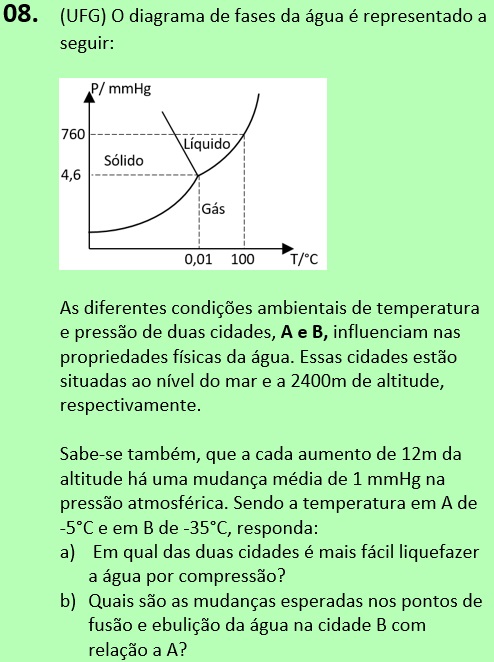 08. (UFG) O diagrama de fases da água é representado a
seguir:
P/ mmHg
760
Líquido
Sólido
4,6
Gás
0,01 100 T/°C
As diferentes condições ambientais de temperatura
e pressão de duas cidades, A e B, influenciam nas
propriedades físicas da água. Essas cidades estão
situadas ao nível do mar e a 2400m de altitude,
respectivamente.
Sabe-se também, que a cada aumento de 12m da
altitude há uma mudança média de 1 mmHg na
pressão atmosférica. Sendo a temperatura em A de
-5°C e em B de -35°C, responda:
a) Em qual das duas cidades é mais fácil liquefazer
a água por compressão?
b) Quais são as mudanças esperadas nos pontos de
fusão e ebulição da água na cidade B com
relação a A?